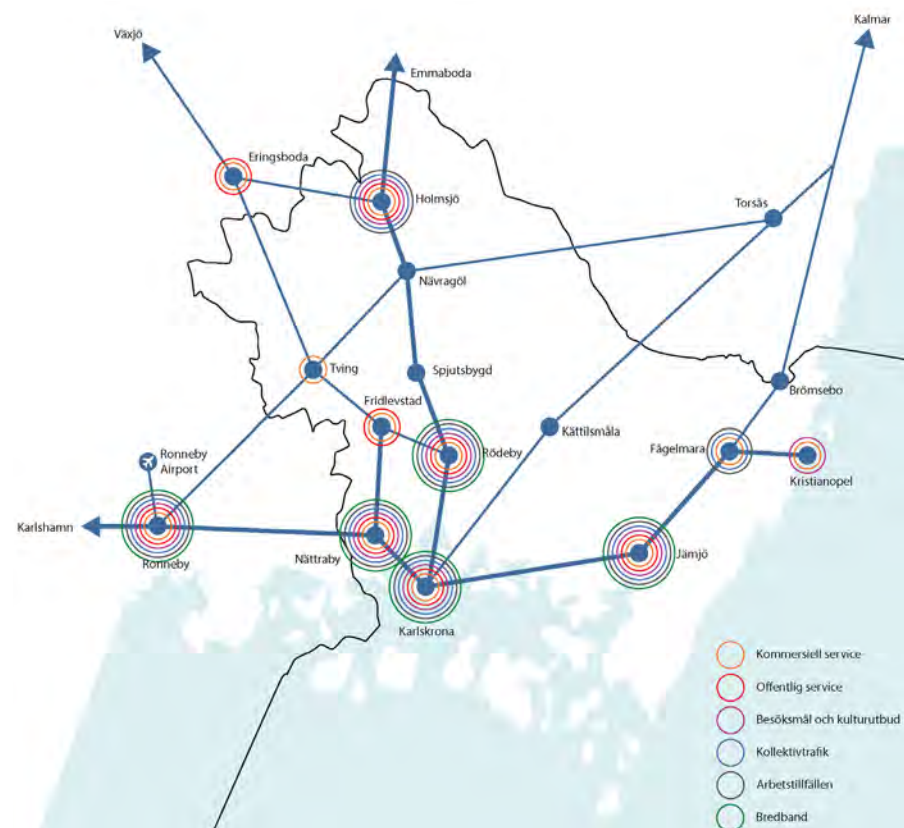 Kalmar
Växjö
Emmaboda
Eringsboda
Holmsjö
Torsås
Nävragöl
Tving
Spjutsbygd
Brömsebo
Fridlevstad
Kättilsmåla
Rödeby
Fågelmara
Ronneby
Airport
Kristianopel
Karlshamn
Ronneby
Nättraby
Jämjö
Karlskrona
Kommersiell service
Offentlig service
Besöksmål och kulturutbud
Kollektivtrafik
Arbetstillfällen
Bredband